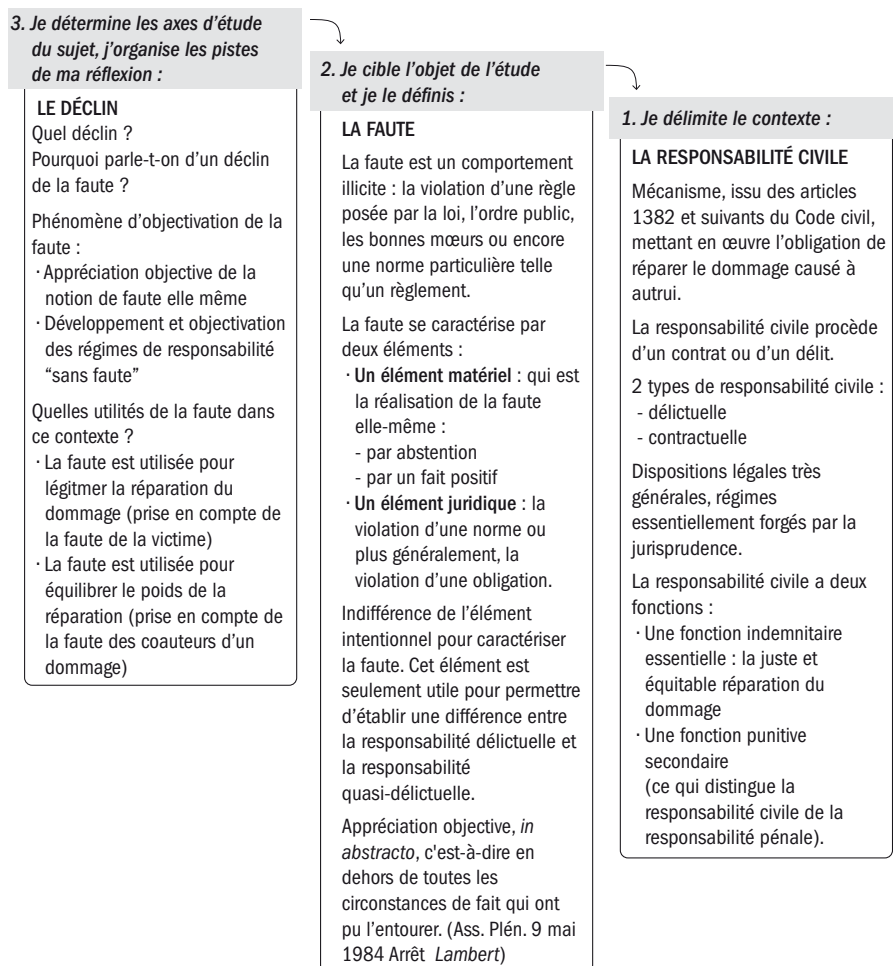 3. Je détermine les axes d’étude
du sujet, j’organise les pistes
de ma réflexion :
LE DÉCLIN
Quel déclin ?
Pourquoi parle-t-on d’un déclin
de la faute ?
Phénomène d’objectivation de la
faute :
· Appréciation objective de la
notion de faute elle même
· Développement et objectivation
des régimes de responsabilité
“sans faute”
Quelles utilités de la faute dans
ce contexte ?
· La faute est utilisée pour
légitmer la réparation du
dommage (prise en compte de
la faute de la victime)
· La faute est utilisée pour
équilibrer le poids de la
réparation (prise en compte de
la faute des coauteurs d’un
dommage)
2. Je cible l’objet de l’étude
et je le définis :
LA FAUTE
La faute est un comportement
illicite : la violation d’une règle
posée par la loi, l’ordre public,
les bonnes mœurs ou encore
une norme particulière telle
qu’un règlement.
La faute se caractérise par
deux éléments :
· Un élément matériel : qui est
la réalisation de la faute
elle-même :
- par abstention
- par un fait positif
· Un élément juridique : la
violation d’une norme ou
plus généralement, la
violation d’une obligation.
Indifférence de l’élément
intentionnel pour caractériser
la faute. Cet élément est
seulement utile pour permettre
d’établir une différence entre
la responsabilité délictuelle et
la responsabilité
quasi-délictuelle.
Appréciation objective, in
abstracto, c'est-à-dire en
dehors de toutes les
circonstances de fait qui ont
pu l’entourer. (Ass. Plén. 9 mai
1984 Arrêt Lambert)
1. Je délimite le contexte :
LA RESPONSABILITÉ CIVILE
Mécanisme, issu des articles
1382 et suivants du Code civil,
mettant en œuvre l’obligation de
réparer le dommage causé à
autrui.
La responsabilité civile procède
d’un contrat ou d’un délit.
2 types de responsabilité civile :
- délictuelle
- contractuelle
Dispositions légales très
générales, régimes
essentiellement forgés par la
jurisprudence.
La responsabilité civile a deux
fonctions :
· Une fonction indemnitaire
essentielle : la juste et
équitable réparation du
dommage
· Une fonction punitive
secondaire
(ce qui distingue la
responsabilité civile de la
responsabilité pénale).